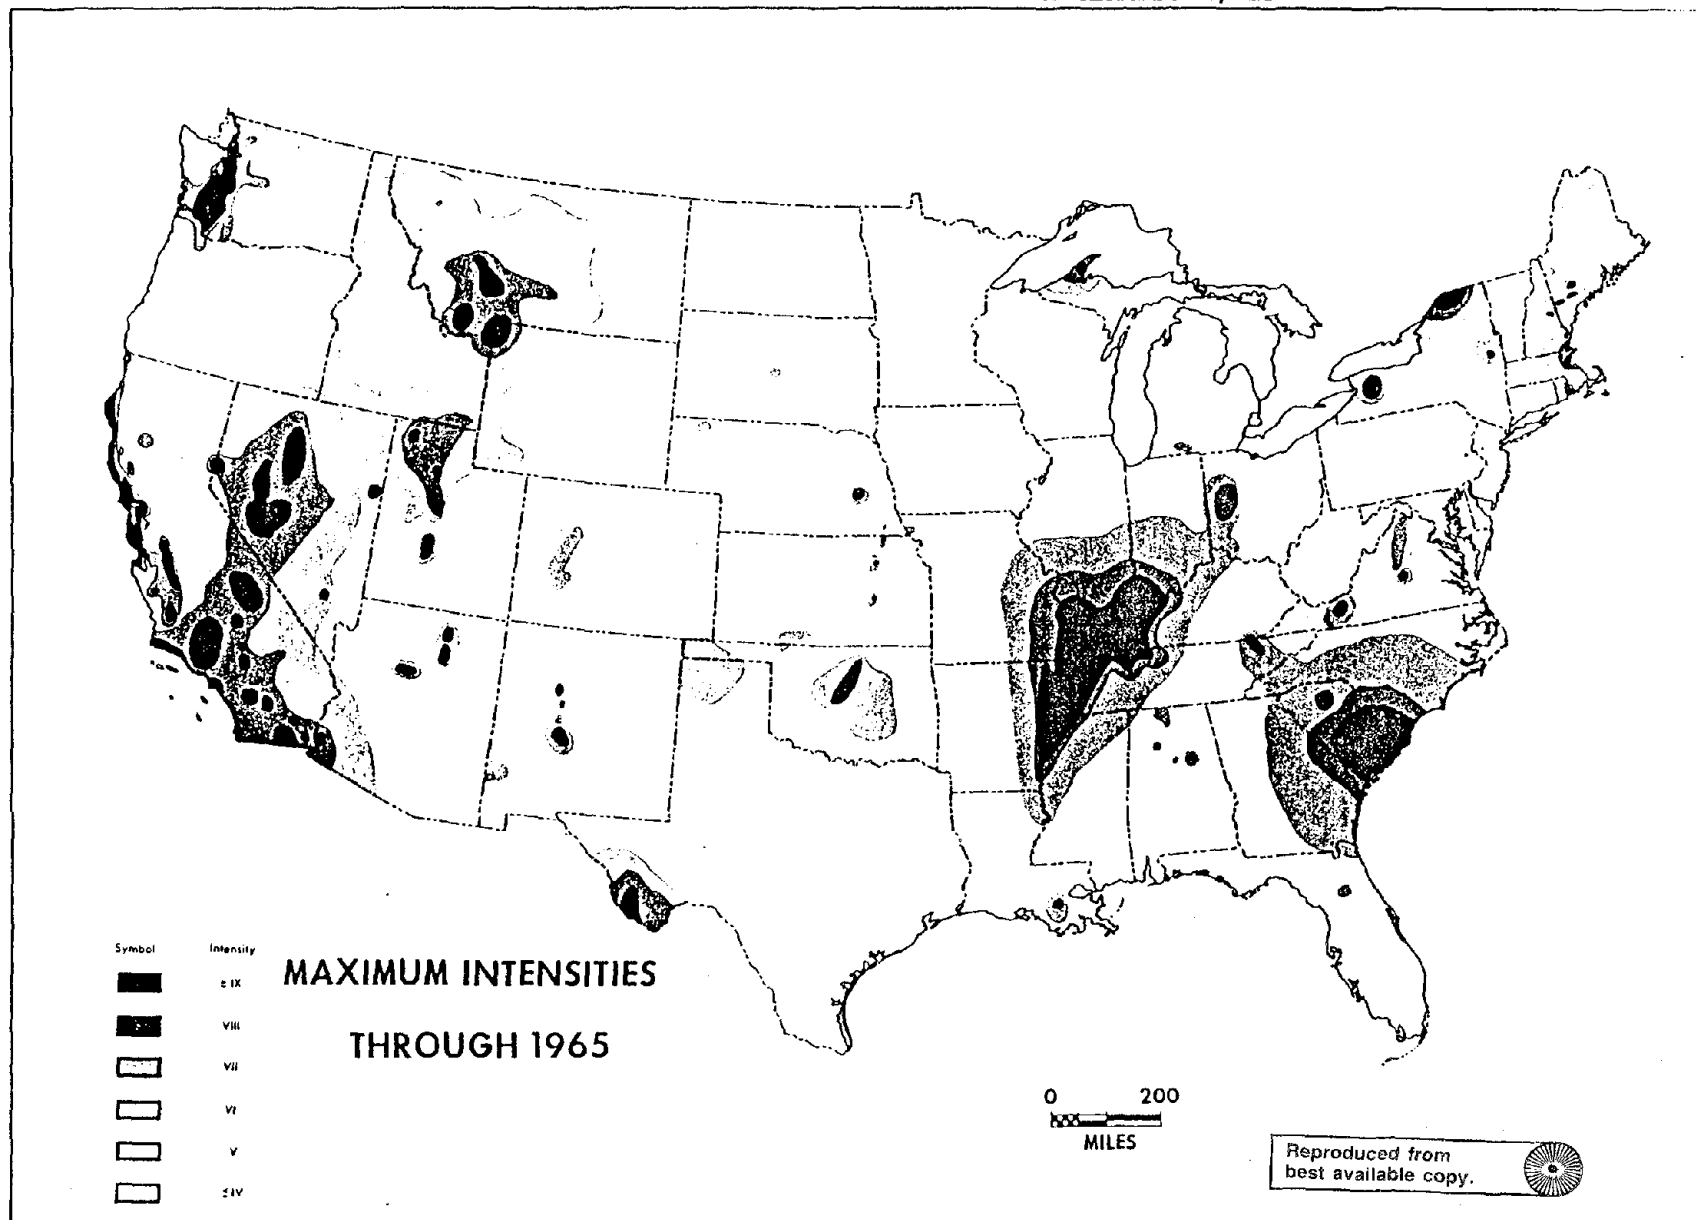 Symbol Intensity
≥ IX
VIII
VII
VI
V
≤ IV
MAXIMUM INTENSITIES
THROUGH 1965
0 200
MILES
Reproduced from
best available copy.